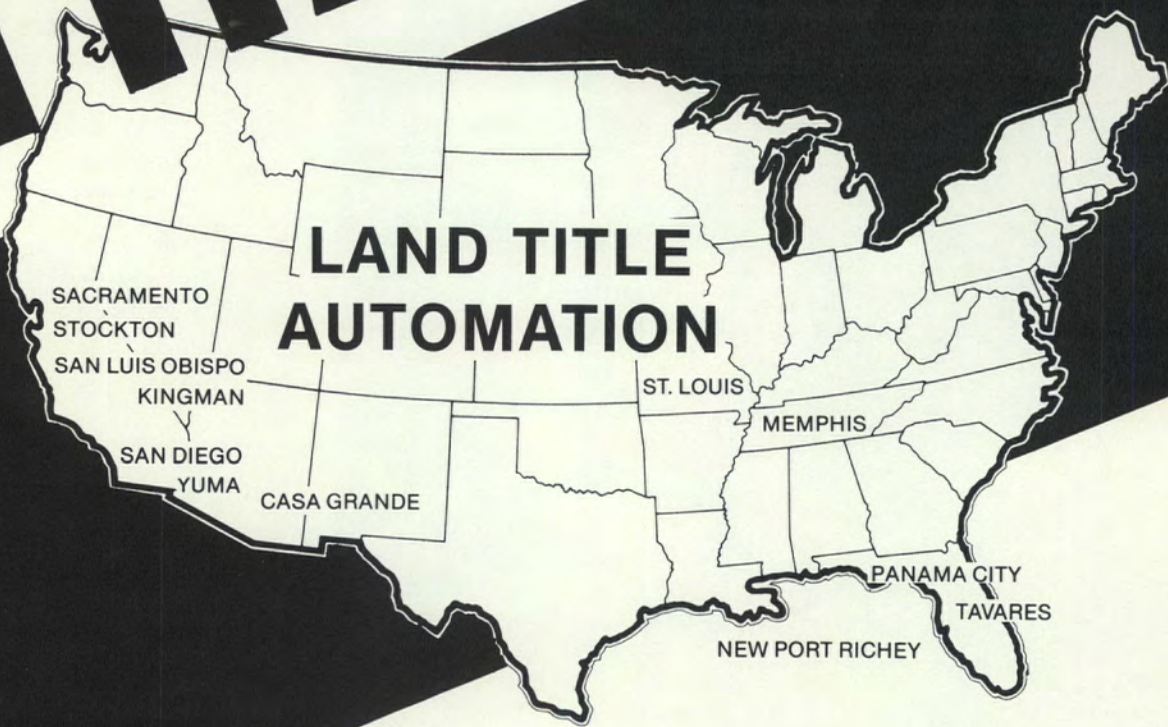 LAND TITLE
AUTOMATION
SACRAMENTO
STOCKTON
SAN LUIS OBISPO
KINGMAN
SAN DIEGO
YUMA
CASA GRANDE
ST. LOUIS
MEMPHIS
PANAMA CITY
TAVARES
NEW PORT RICHEY